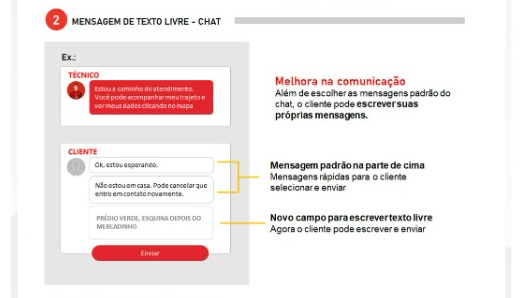 2 MENSAGEM DE TEXTO LIVRE - CHAT
Ex.:
TÉCNICO
Estou a caminho do atendimento.
Você pode acompanhar meu trajeto e
ver meus dados clicando no mapa
CLIENTE
Ok, estou esperando.
Não estou em casa. Pode cancelar que
entro em contato novamente.
PRÉDIO VERDE, ESQUINA DEPOIS DO
MERCADINHO
Enviar
Melhora na comunicação
Além de escolher as mensagens padrão do
chat, o cliente pode escrever suas
próprias mensagens.
Mensagem padrão na parte de cima
Mensagens rápidas para o cliente
selecionar e enviar
Novo campo para escrever texto livre
Agora o cliente pode escrever e enviar